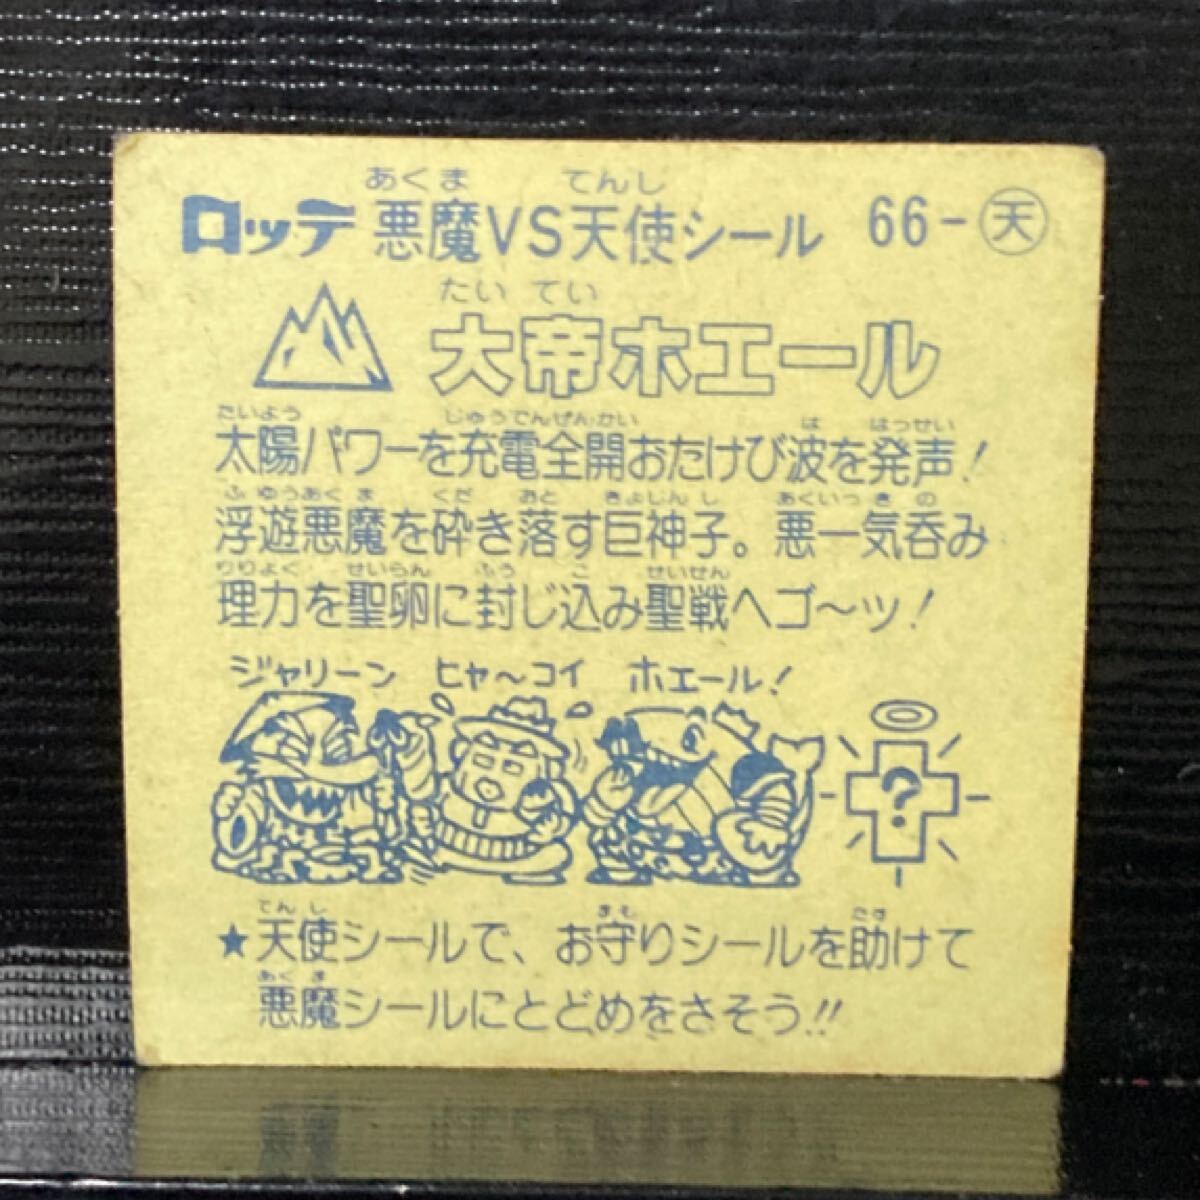 あくま てんし
ロッテ 悪魔VS天使シール 66-天
たい てい
大帝ホエール
たいよう じゅうでんぜんかい は はっせい
太陽パワーを充電全開おたけび波を発声!
ふゆうあくま くだ おと きょじんし あくいっきの
浮遊悪魔を砕き落す巨神子。悪一気呑み
りりょく せいらん ふう こ せいせん
理力を聖卵に封じ込み聖戦へゴ〜ッ!
ジャリーン ヒャ〜コイ ホエール!
?
てんし まも たす
★天使シールで、お守りシールを助けて
あくま
悪魔シールにとどめをさそう!!